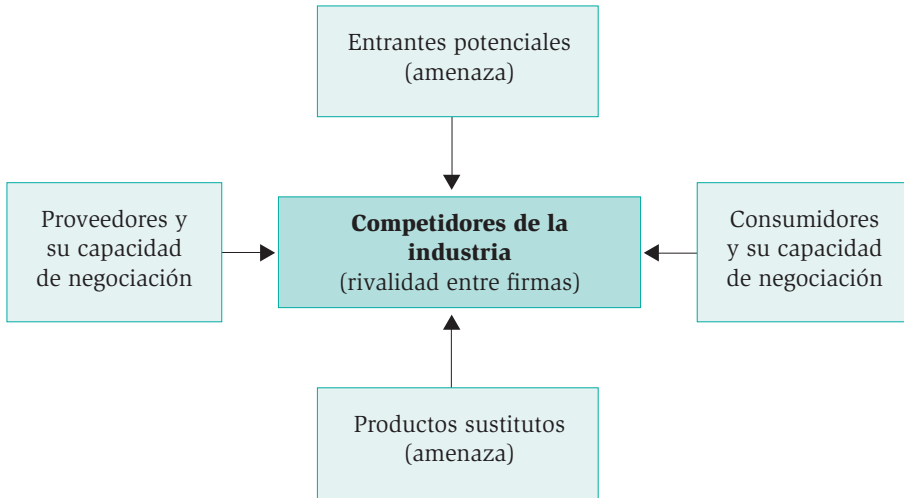 Entrantes potenciales
(amenaza)
Proveedores y
su capacidad
de negociación
Competidores de la
industria
(rivalidad entre firmas)
Consumidores
y su capacidad
de negociación
Productos sustitutos
(amenaza)